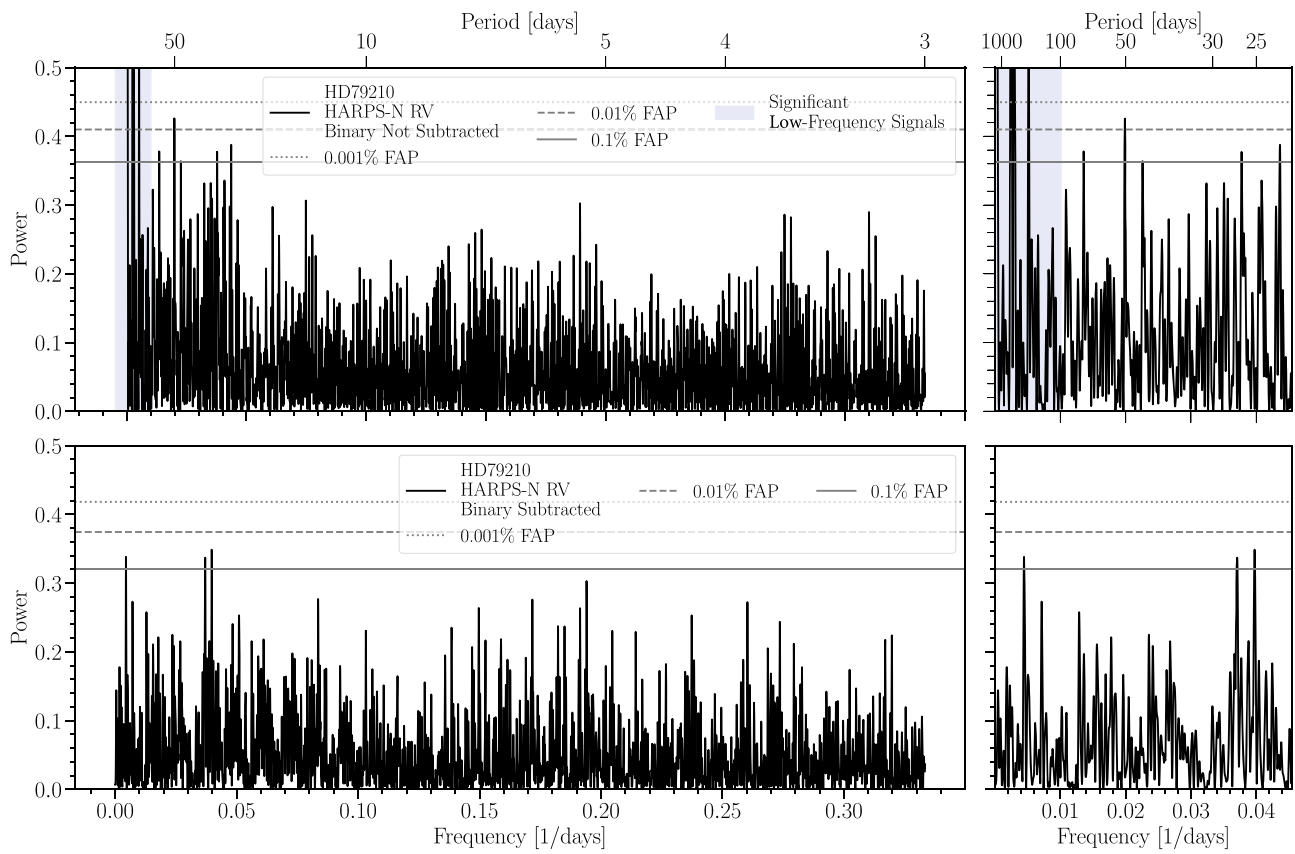 Period [days]
50 10 5 4 3
Period [days]
1000 100 50 30 25
0.5
0.4
0.3
0.2
0.1
0.0
Power
HD79210
HARPS-N RV
Binary Not Subtracted
0.001% FAP
0.01% FAP
0.1% FAP
Significant
Low-Frequency Signals
0.5
0.4
0.3
0.2
0.1
0.0
Power
HD79210
HARPS-N RV
Binary Subtracted
0.001% FAP
0.01% FAP
0.1% FAP
0.00 0.05 0.10 0.15 0.20 0.25 0.30
Frequency [1/days]
0.01 0.02 0.03 0.04
Frequency [1/days]